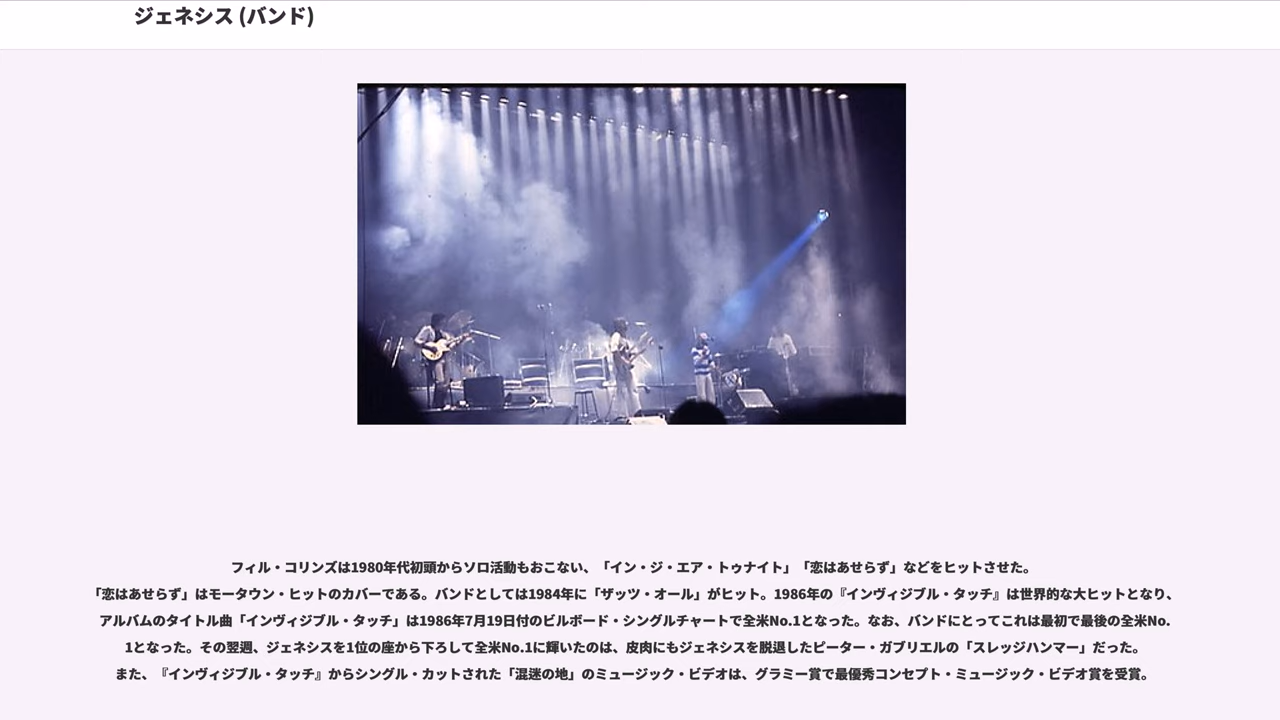 ジェネシス (バンド)
フィル・コリンズは1980年代初頭からソロ活動もおこない、「イン・ジ・エア・トゥナイト」「恋はあせらず」などをヒットさせた。
「恋はあせらず」はモータウン・ヒットのカバーである。バンドとしては1984年に「ザッツ・オール」がヒット。1986年の『インヴィジブル・タッチ』は世界的な大ヒットとなり、
アルバムのタイトル曲「インヴィジブル・タッチ」は1986年7月19日付のビルボード・シングルチャートで全米No.1となった。なお、バンドにとってこれは最初で最後の全米No.
1となった。その翌週、ジェネシスを1位の座から下ろして全米No.1に輝いたのは、皮肉にもジェネシスを脱退したピーター・ガブリエルの「スレッジハンマー」だった。
また、『インヴィジブル・タッチ』からシングル・カットされた「混迷の地」のミュージック・ビデオは、グラミー賞で最優秀コンセプト・ミュージック・ビデオ賞を受賞。